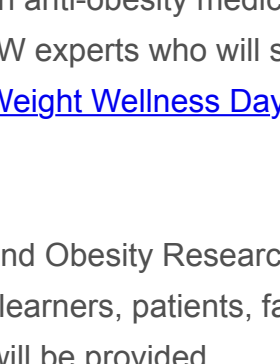 anti-obesity medic
W experts who will s
Weight Wellness Day
nd Obesity Researc
learners, patients, fa
will be provided